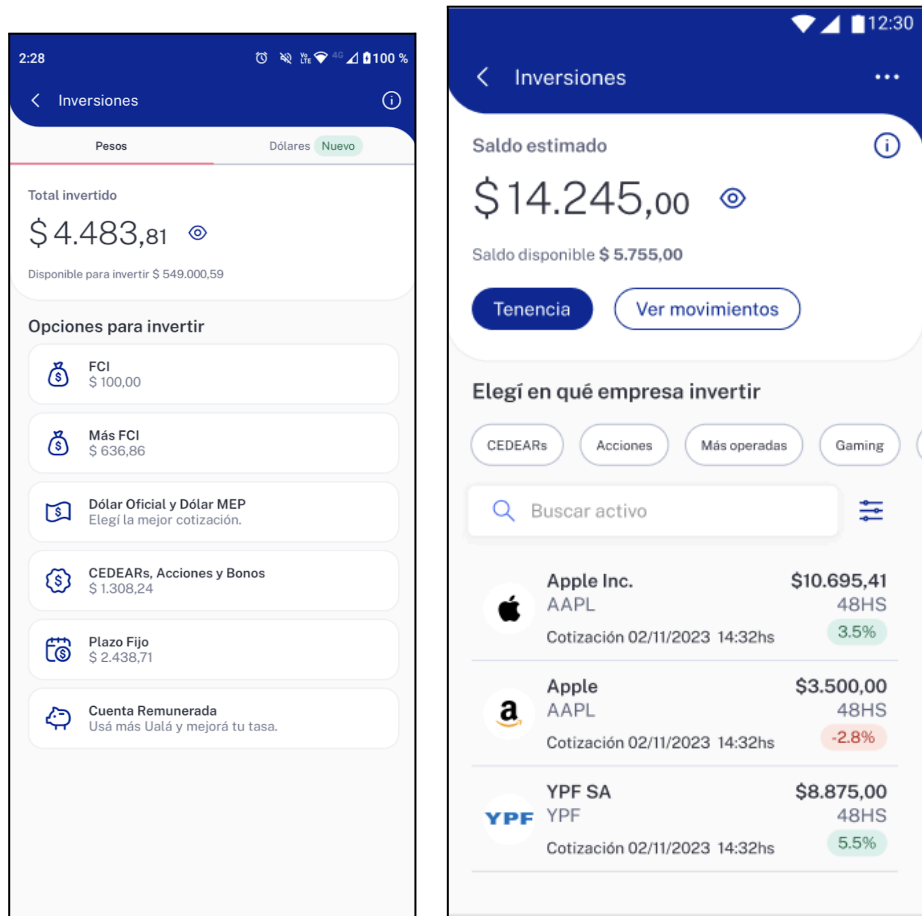 2:28
4G 100 %
Inversiones
Pesos
Dólares Nuevo
Total invertido
$ 4.483,81
Disponible para invertir $ 549.000,59
Opciones para invertir
FCI
$ 100,00
Más FCI
$ 636,86
Dólar Oficial y Dólar MEP
Elegí la mejor cotización.
CEDEARs, Acciones y Bonos
$ 1.308,24
Plazo Fijo
$ 2.438,71
Cuenta Remunerada
Usá más Ualá y mejorá tu tasa.
12:30
Inversiones
Saldo estimado
$ 14.245,00
Saldo disponible $ 5.755,00
Tenencia
Ver movimientos
Elegí en qué empresa invertir
CEDEARs
Acciones
Más operadas
Gaming
Buscar activo
Apple Inc. $10.695,41
AAPL 48HS
Cotización 02/11/2023 14:32hs 3.5%
Apple $3.500,00
AAPL 48HS
Cotización 02/11/2023 14:32hs -2.8%
YPF SA $8.875,00
YPF YPF 48HS
Cotización 02/11/2023 14:32hs 5.5%